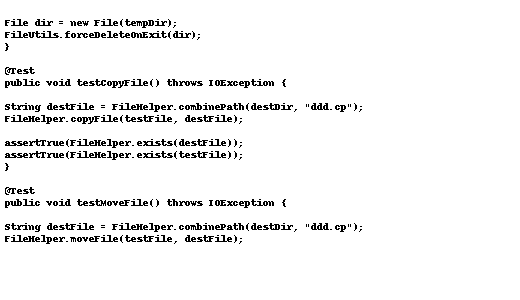 File dir = new File(tempDir);
FileUtils.forceDeleteOnExit(dir);
}
@Test
public void testCopyFile() throws IOException {
String destFile = FileHelper.combinePath(destDir, "ddd.cp");
FileHelper.copyFile(testFile, destFile);
assertTrue(FileHelper.exists(destFile));
assertTrue(FileHelper.exists(testFile));
}
@Test
public void testMoveFile() throws IOException {
String destFile = FileHelper.combinePath(destDir, "ddd.cp");
FileHelper.moveFile(testFile, destFile);